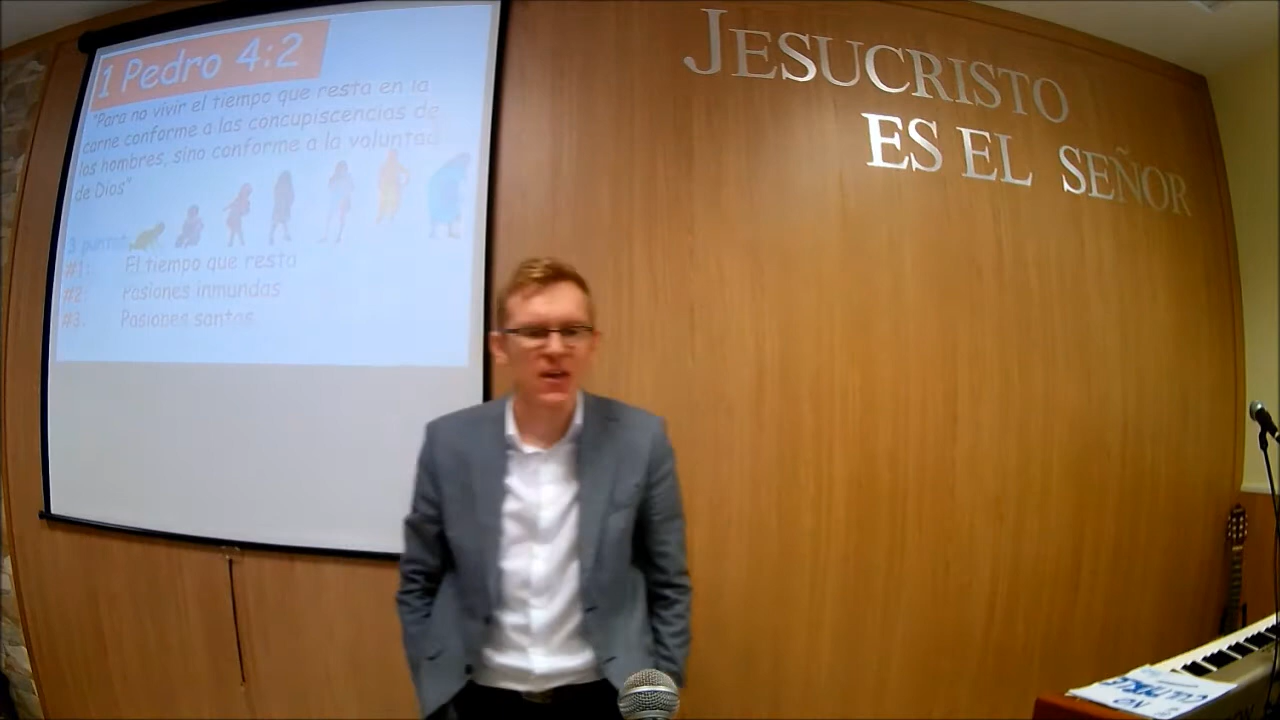 1 Pedro 4:2
"Para no vivir el tiempo que resta en la
carne conforme a las concupiscencias de
los hombres, sino conforme a la voluntad
de Dios"
3 puntos
#1: El tiempo que resta
#2: Pasiones inmundas
#3: Pasiones santas
JESUCRISTO
ES EL SEÑOR
NO